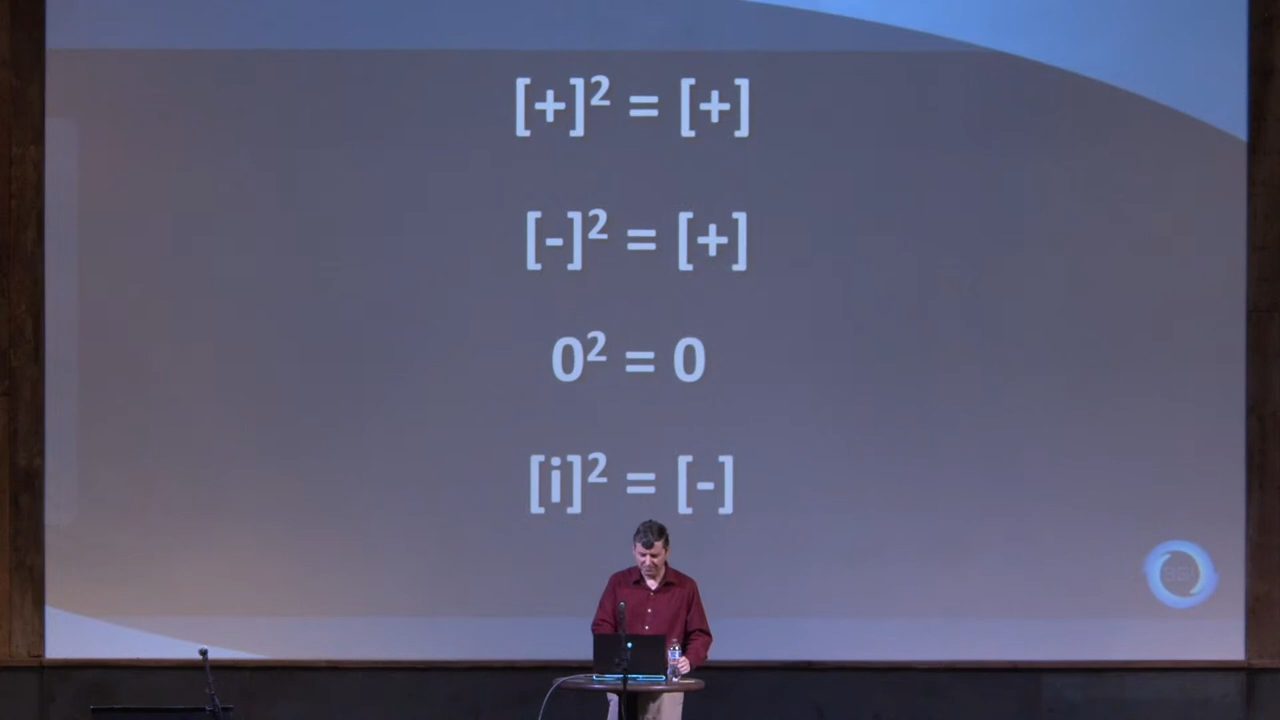 [+]² = [+]
[-]² = [+]
0² = 0
[i]² = [-]